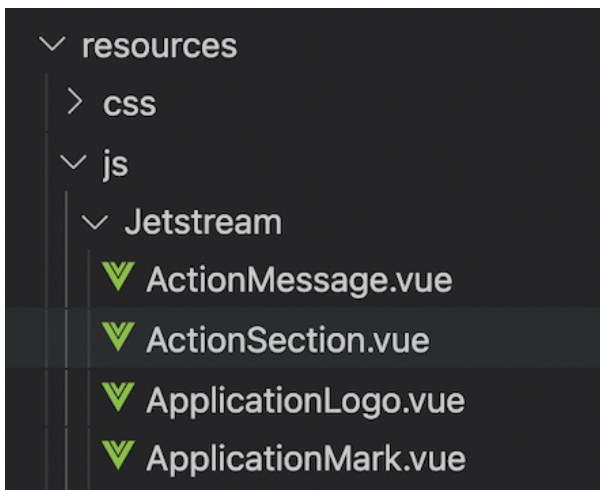 resources
css
js
Jetstream
ActionMessage.vue
ActionSection.vue
ApplicationLogo.vue
ApplicationMark.vue